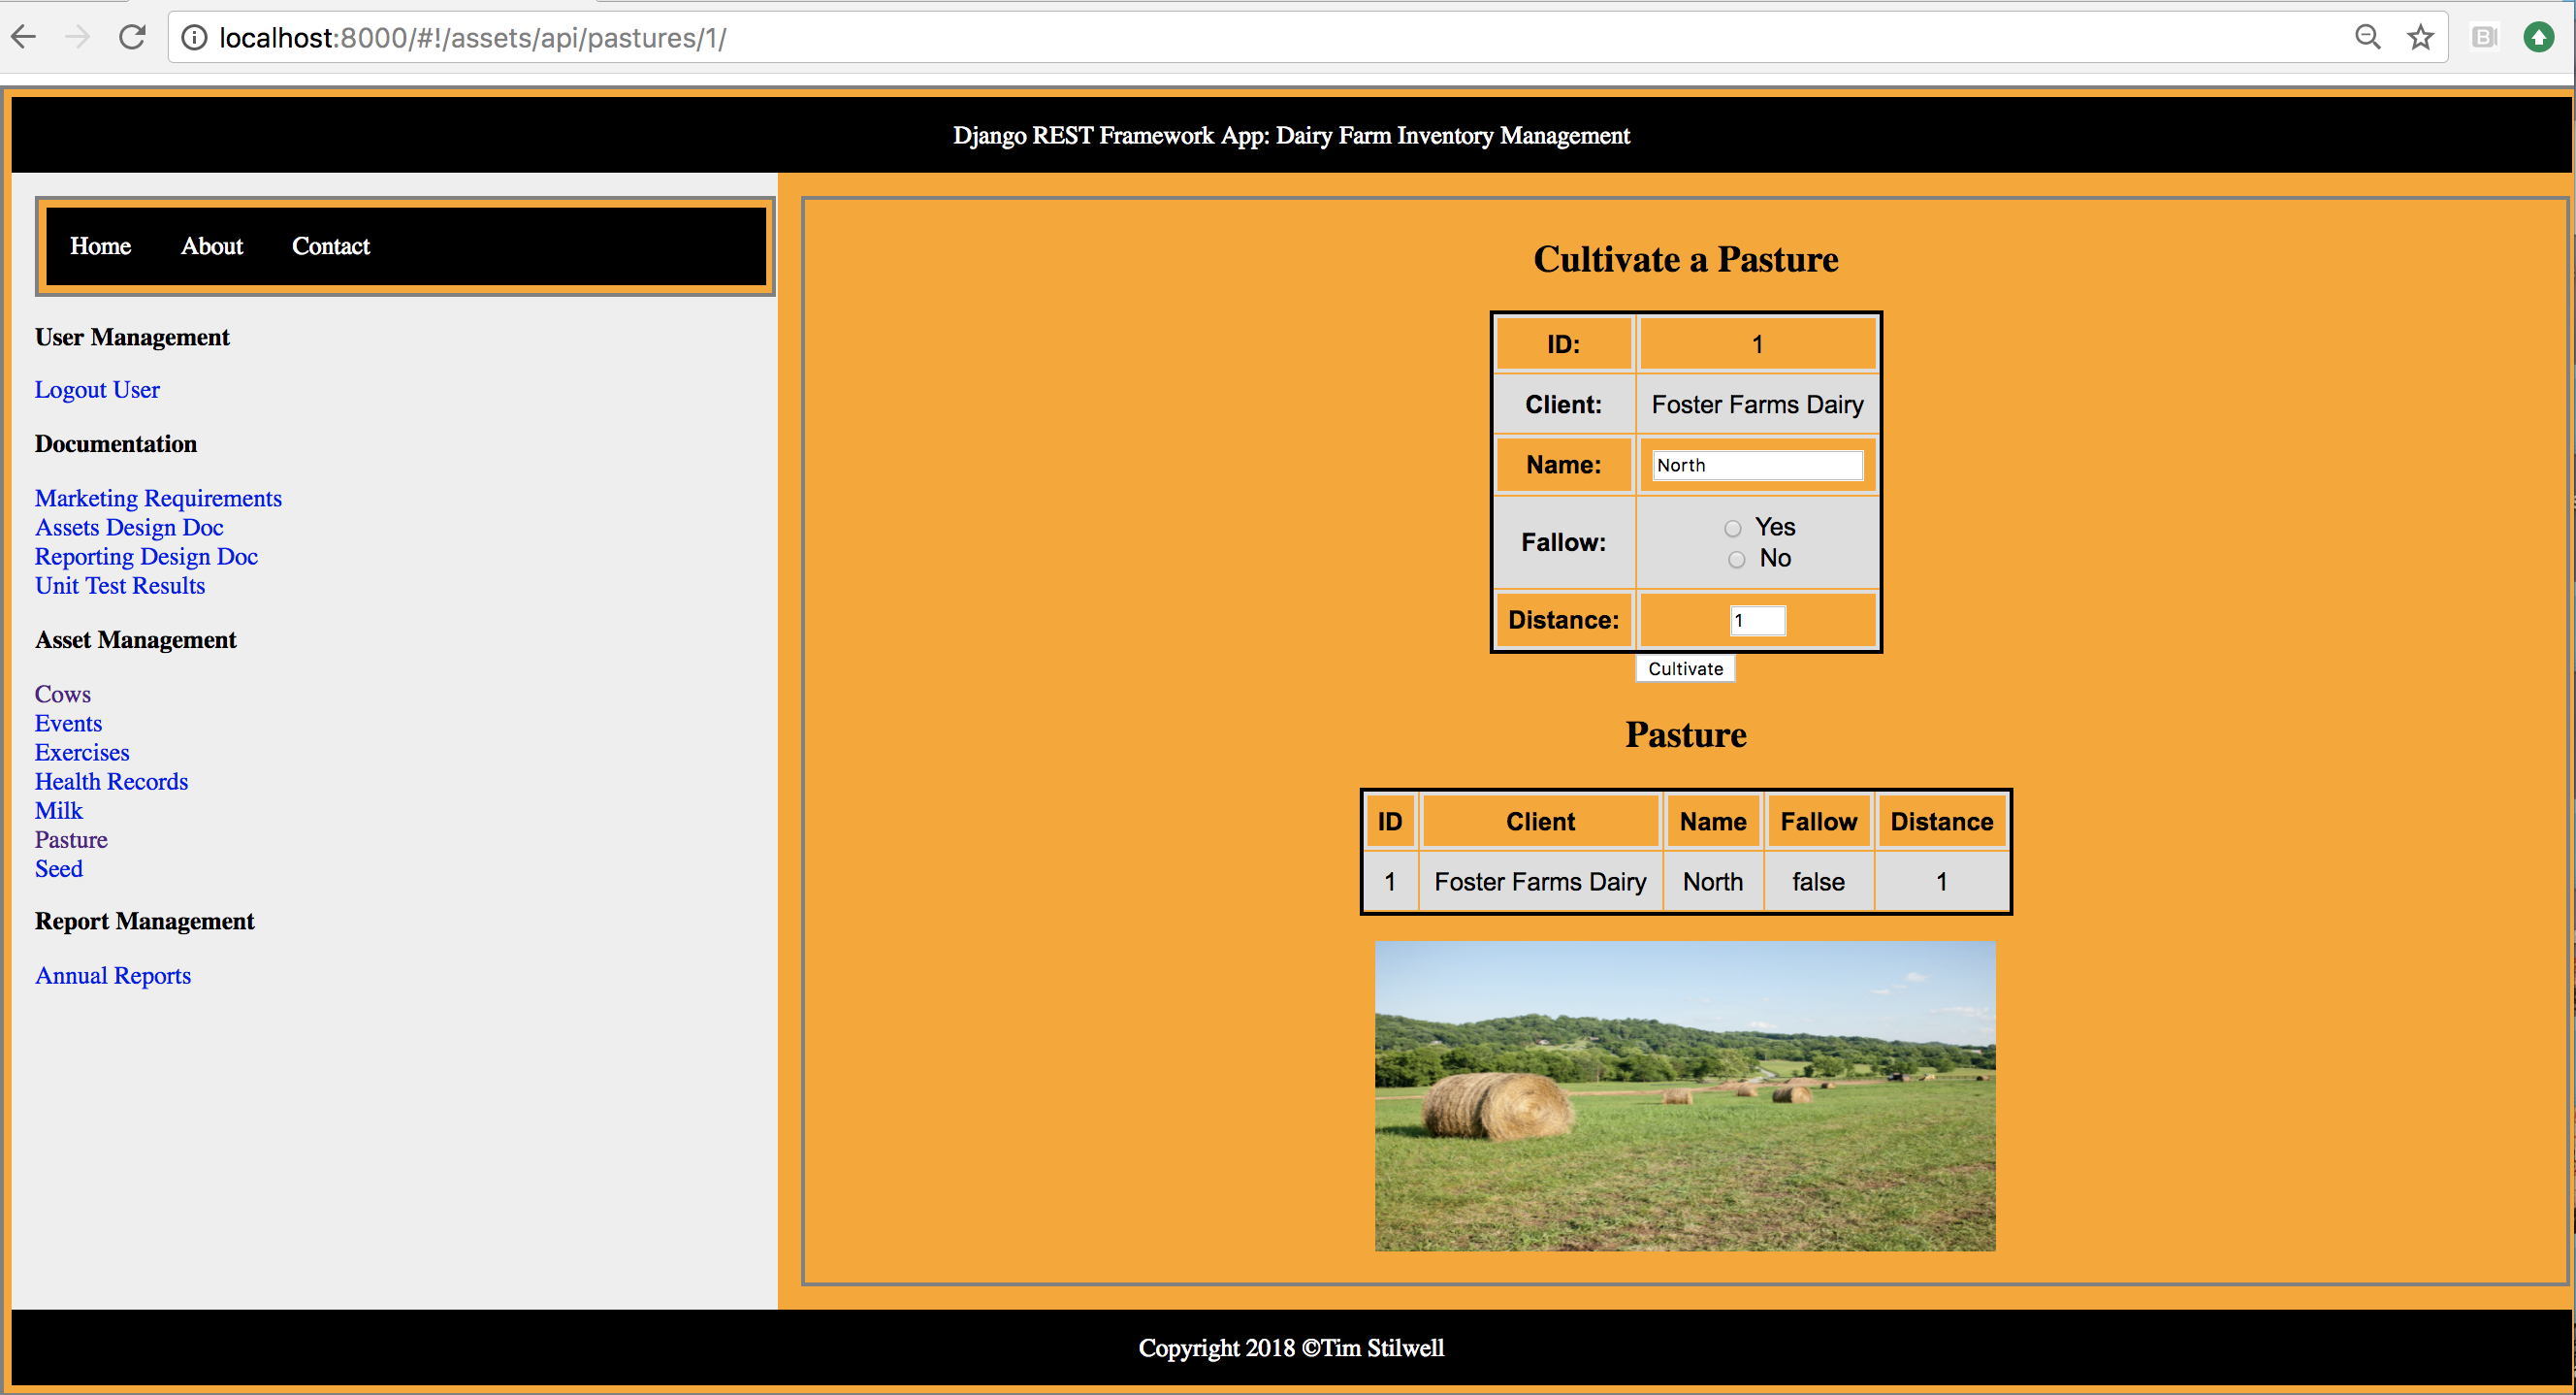 localhost:8000/#!/assets/api/pastures/1/
Django REST Framework App: Dairy Farm Inventory Management
Home About Contact
User Management
Logout User
Documentation
Marketing Requirements
Assets Design Doc
Reporting Design Doc
Unit Test Results
Asset Management
Cows
Events
Exercises
Health Records
Milk
Pasture
Seed
Report Management
Annual Reports
Cultivate a Pasture
ID: 1
Client: Foster Farms Dairy
Name: North
Fallow: Yes
No
Distance: 1
Cultivate
Pasture
ID Client Name Fallow Distance
1 Foster Farms Dairy North false 1
Copyright 2018 ©Tim Stilwell